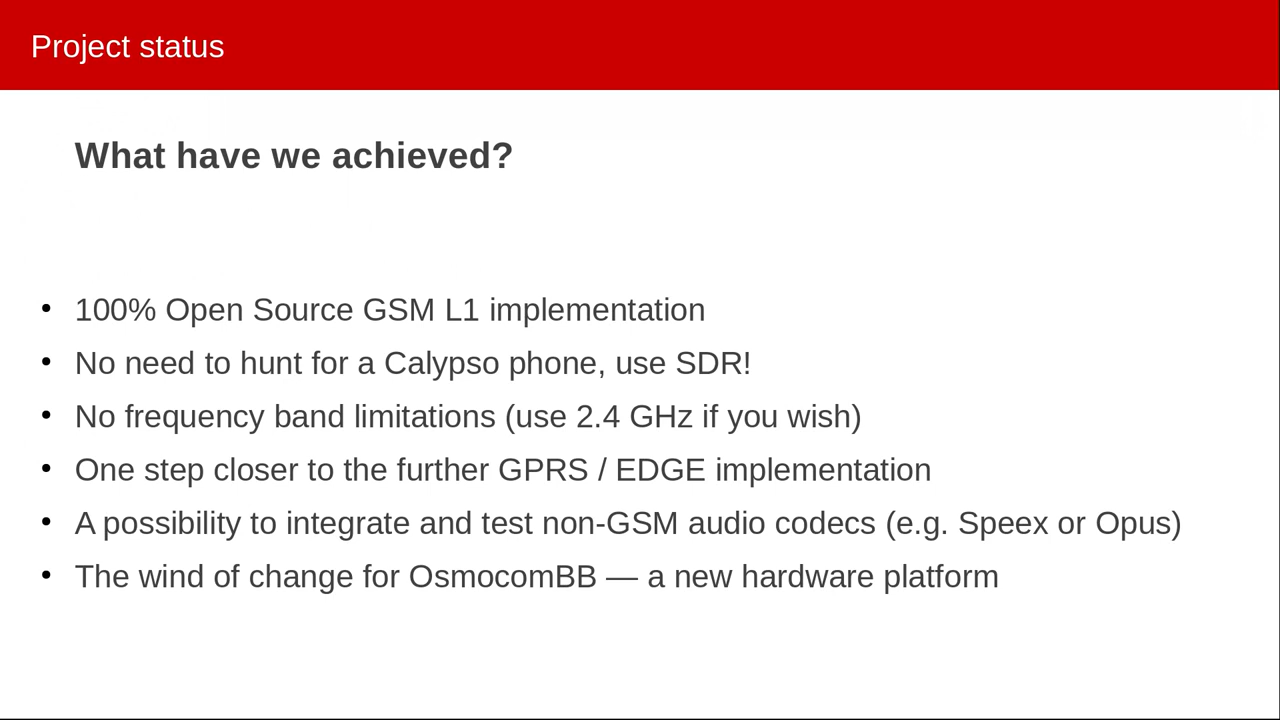 Project status
What have we achieved?
• 100% Open Source GSM L1 implementation
• No need to hunt for a Calypso phone, use SDR!
• No frequency band limitations (use 2.4 GHz if you wish)
• One step closer to the further GPRS / EDGE implementation
• A possibility to integrate and test non-GSM audio codecs (e.g. Speex or Opus)
• The wind of change for OsmocomBB — a new hardware platform